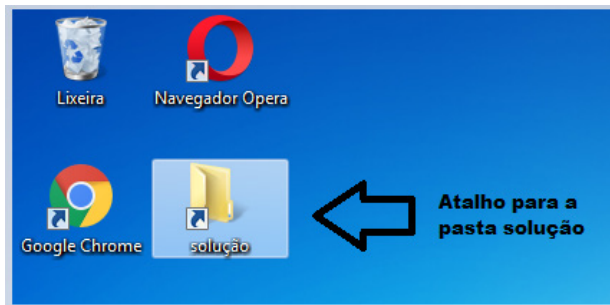 Lixeira
Navegador Opera
Google Chrome
solução
Atalho para a
pasta solução